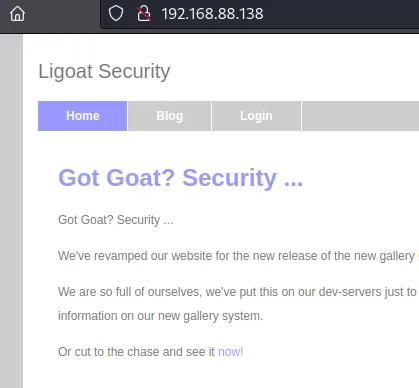 192.168.88.138
Ligoat Security
Home Blog Login
Got Goat? Security ...
Got Goat? Security ...
We've revamped our website for the new release of the new gallery
We are so full of ourselves, we've put this on our dev-servers just to
information on our new gallery system.
Or cut to the chase and see it now!